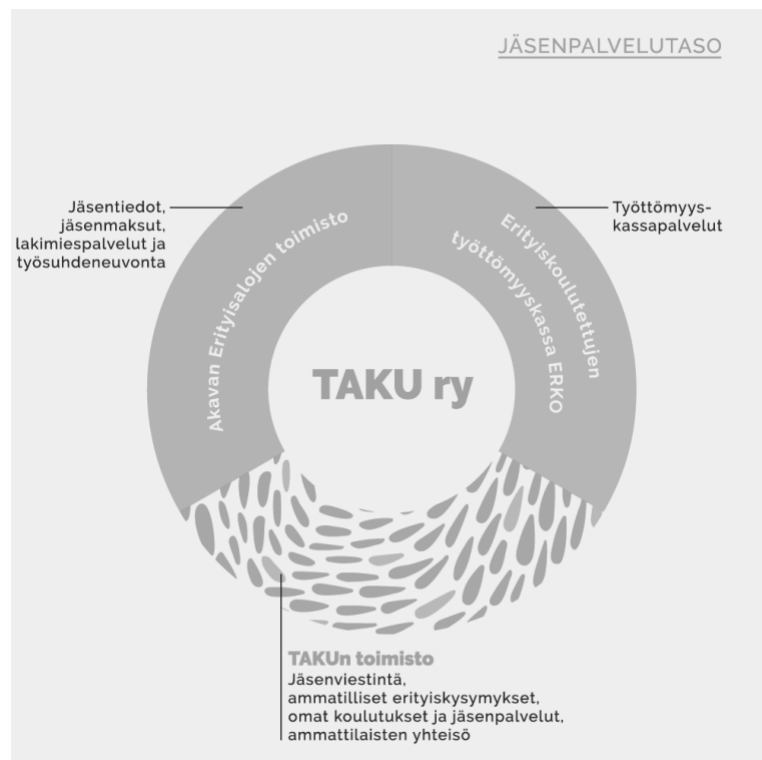 JÄSENPALVELUTASO
Jäsentiedot,
jäsenmaksut,
lakimiespalvelut ja
työsuhdeneuvonta
Akavan Erityisalojen toimisto
Erityiskoulutettujen
työttömyyskassa ERKO
Työttömyys-
kassapalvelut
TAKU ry
TAKUn toimisto
Jäsenviestintä,
ammatilliset erityiskysymykset,
omat koulutukset ja jäsenpalvelut,
ammattilaisten yhteisö